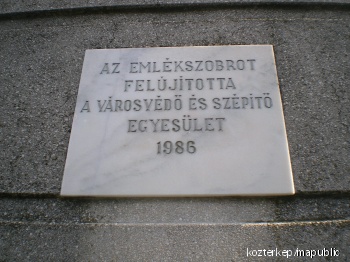 AZ EMLÉKSZOBROT
FELÚJÍTOTTA
A VÁROSVÉDŐ ÉS SZÉPÍTŐ
EGYESÜLET
1986
kozterkep/mapublic